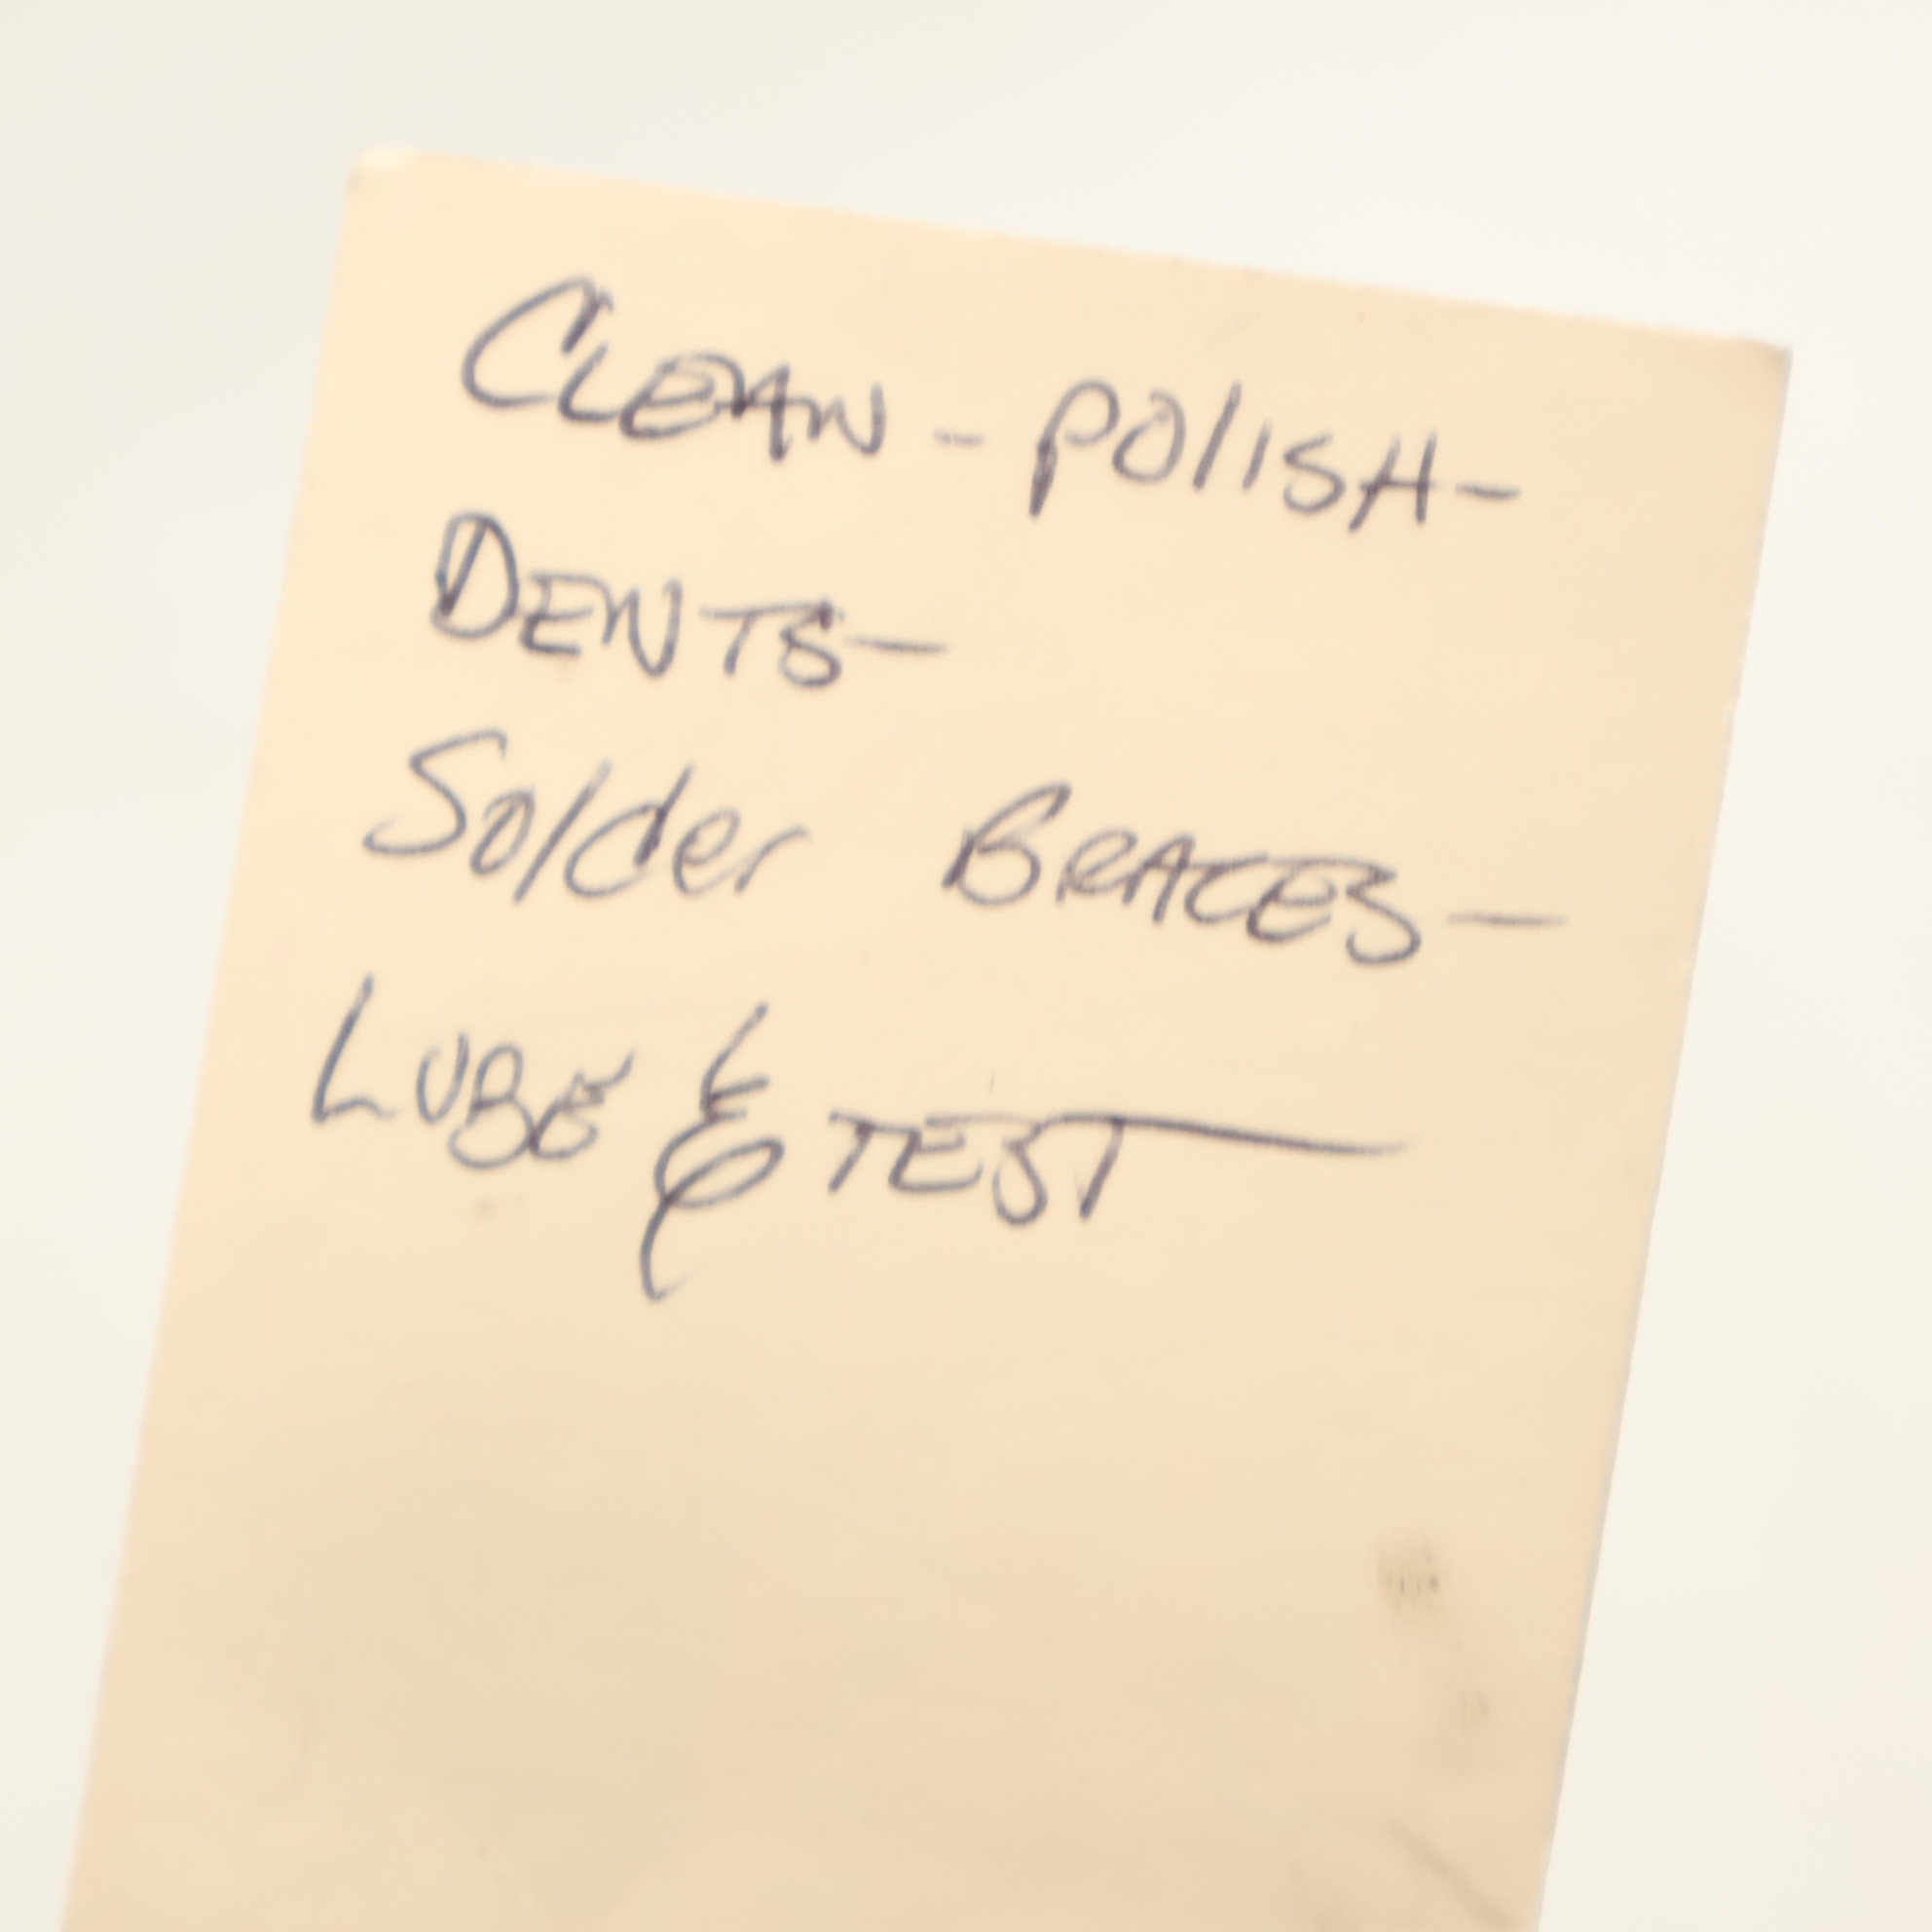 CLEAN - POLISH -
DENTS -
Solder BRACES -
LUBE & TEST